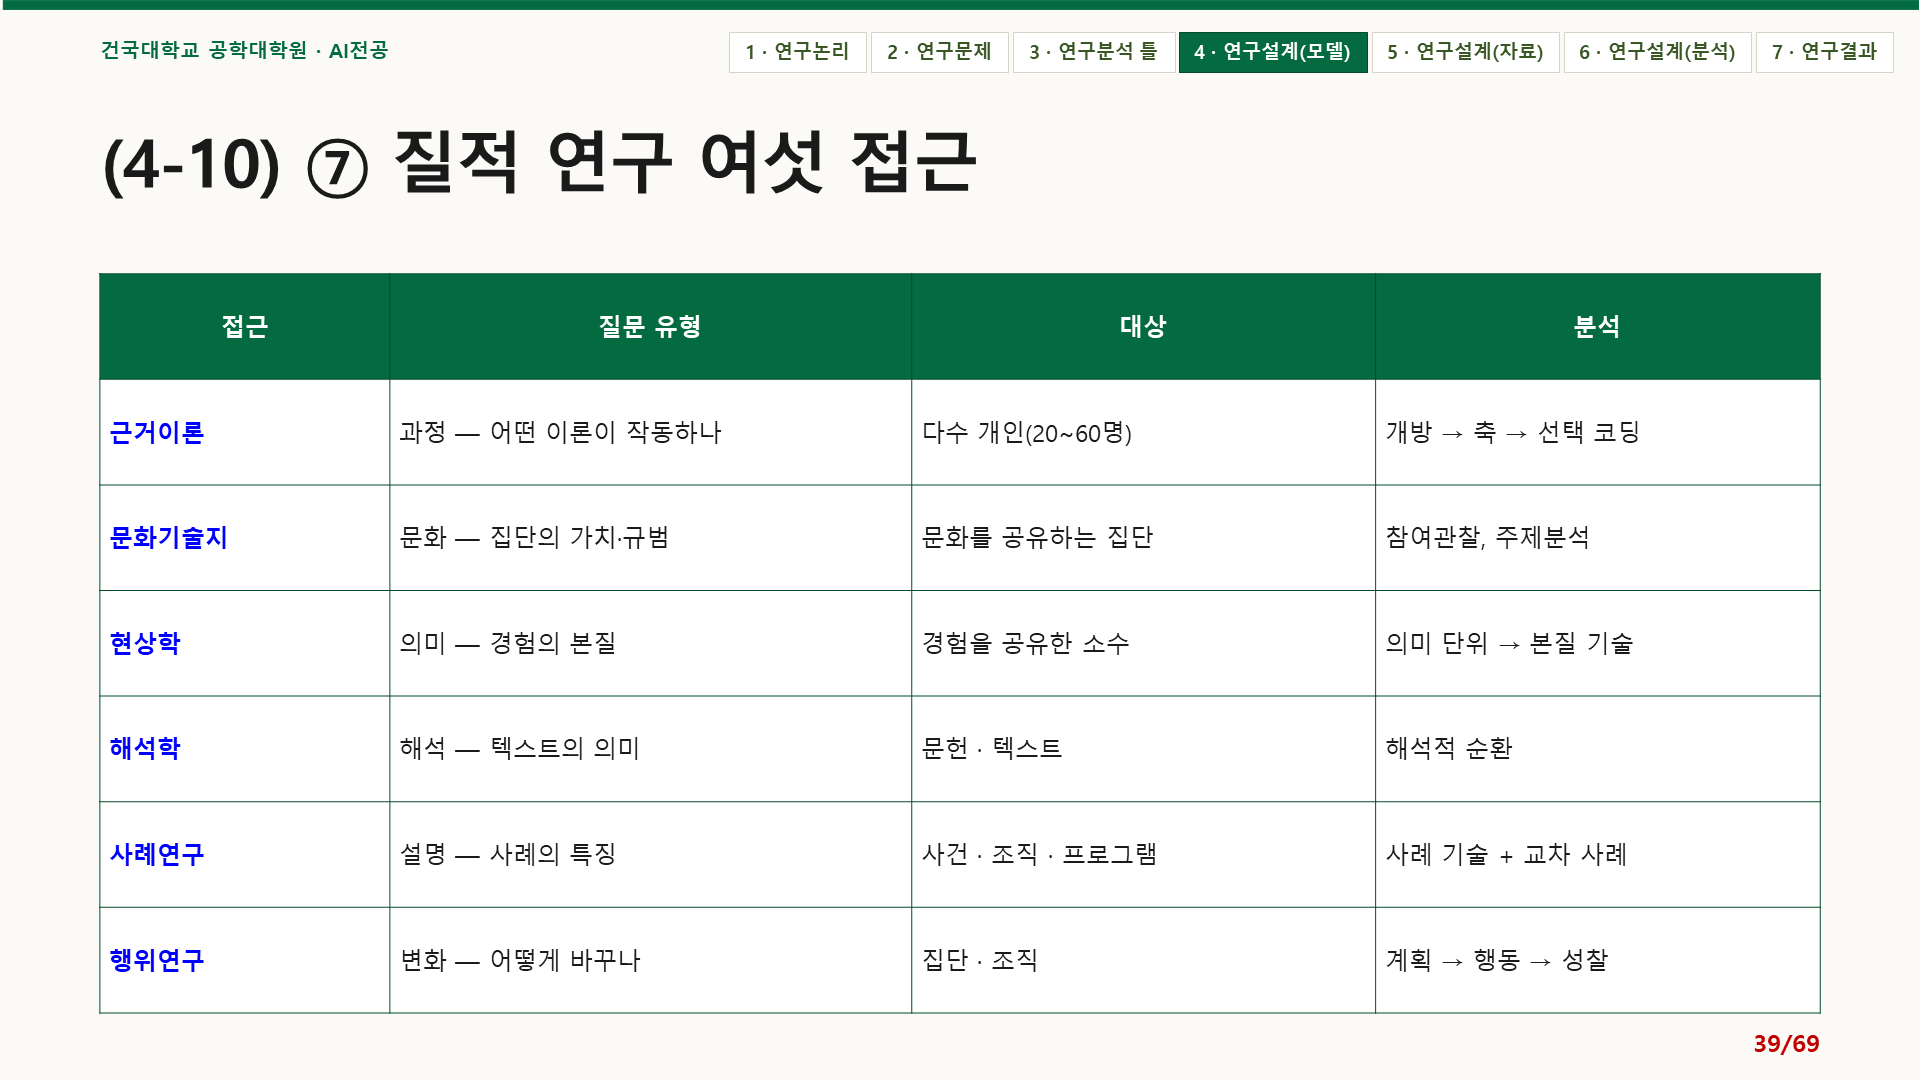 건국대학교 공학대학원 · AI전공
1 · 연구논리
2 · 연구문제
3 · 연구분석 틀
4 · 연구설계(모델)
5 · 연구설계(자료)
6 · 연구설계(분석)
7 · 연구결과
(4-10) ⑦ 질적 연구 여섯 접근
접근 질문 유형 대상 분석
근거이론 과정 — 어떤 이론이 작동하나 다수 개인(20~60명) 개방 → 축 → 선택 코딩
문화기술지 문화 — 집단의 가치·규범 문화를 공유하는 집단 참여관찰, 주제분석
현상학 의미 — 경험의 본질 경험을 공유한 소수 의미 단위 → 본질 기술
해석학 해석 — 텍스트의 의미 문헌 · 텍스트 해석적 순환
사례연구 설명 — 사례의 특징 사건 · 조직 · 프로그램 사례 기술 + 교차 사례
행위연구 변화 — 어떻게 바꾸나 집단 · 조직 계획 → 행동 → 성찰
39/69